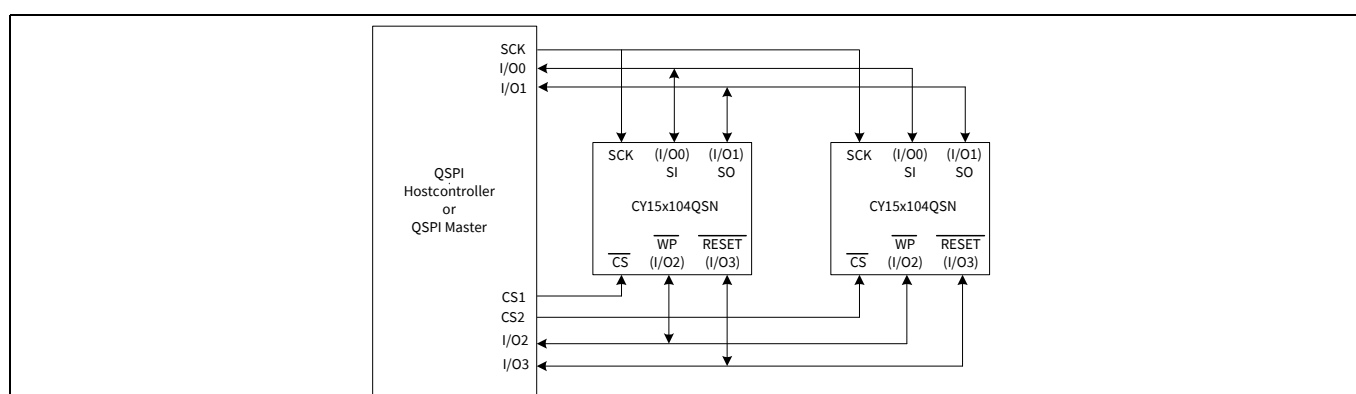 SCK
I/O0
I/O1
QSPI
Hostcontroller
or
QSPI Master
CS1
CS2
I/O2
I/O3
SCK (I/O0) (I/O1)
SI SO
CY15x104QSN
WP RESET
CS (I/O2) (I/O3)
SCK (I/O0) (I/O1)
SI SO
CY15x104QSN
WP RESET
CS (I/O2) (I/O3)